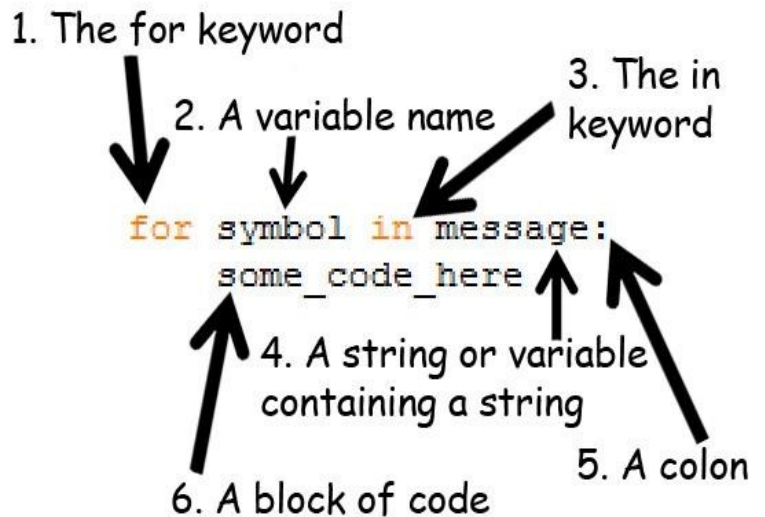 1. The for keyword
2. A variable name
3. The in
keyword
for symbol in message:
some_code_here
4. A string or variable
containing a string
5. A colon
6. A block of code